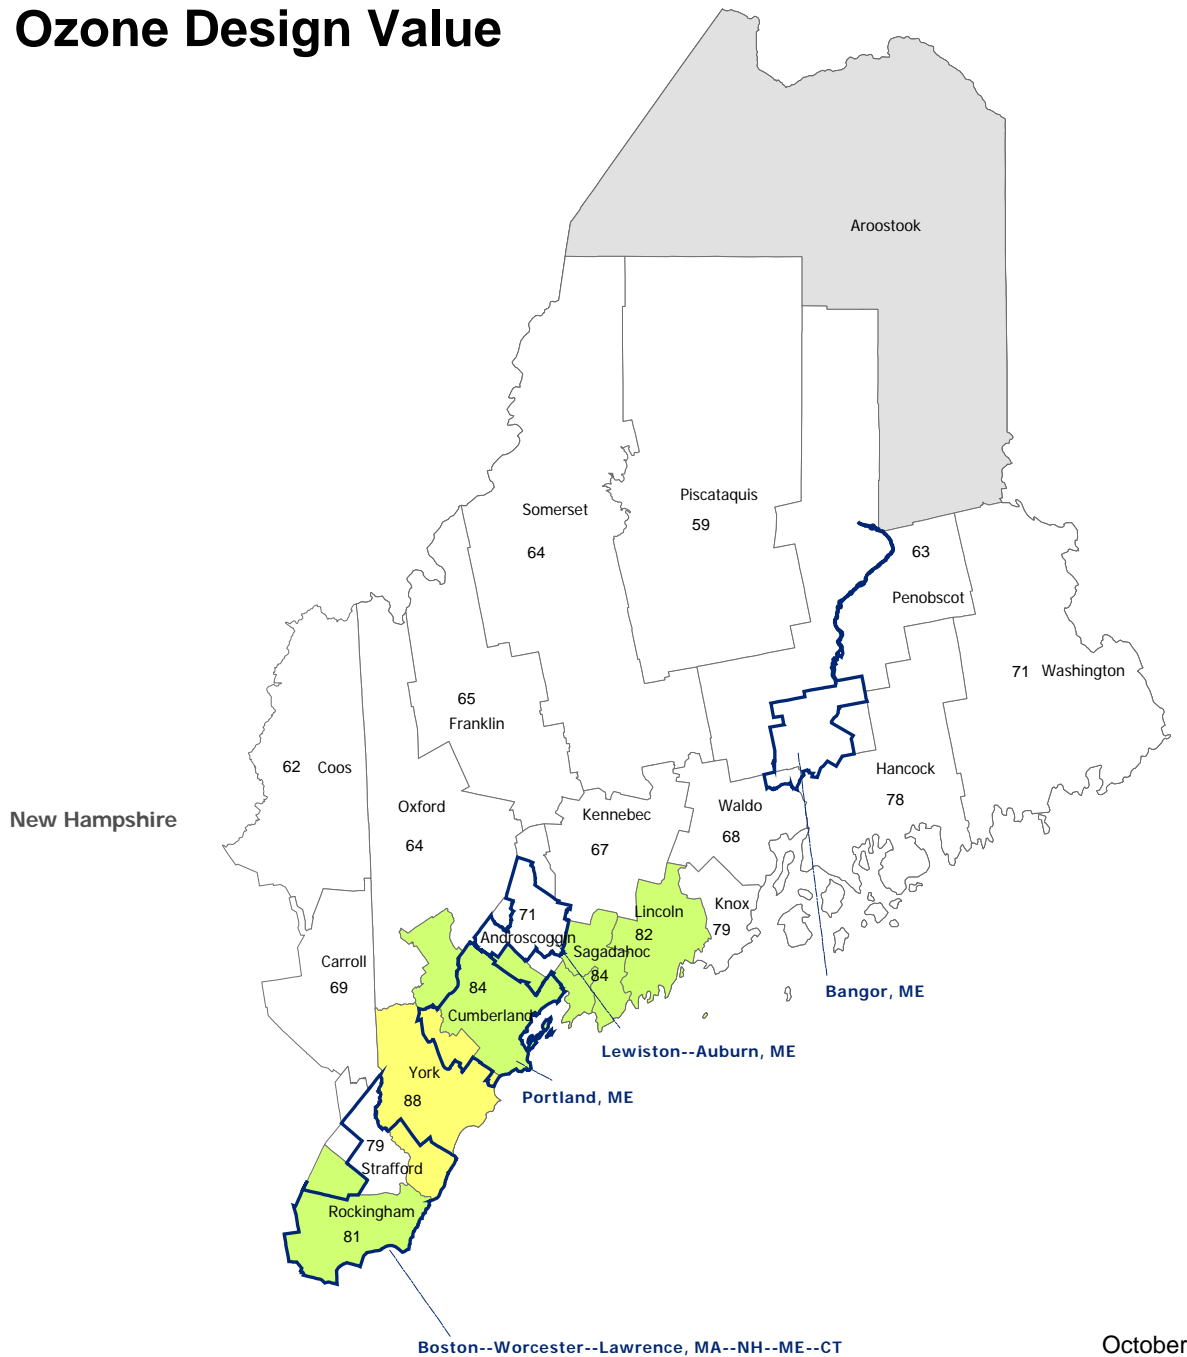 Ozone Design Value
Aroostook
Piscataquis
59
Somerset
64
63
Penobscot
71 Washington
65
Franklin
62 Coos
Hancock
78
New Hampshire
Oxford
64
Kennebec
67
Waldo
68
71
Androscoggin
Lincoln
82
Knox
79
Sagadahoc
84
Carroll
69
84
Cumberland
Bangor, ME
Lewiston--Auburn, ME
York
88
Portland, ME
79
Strafford
Rockingham
81
Boston--Worcester--Lawrence, MA--NH--ME--CT
October